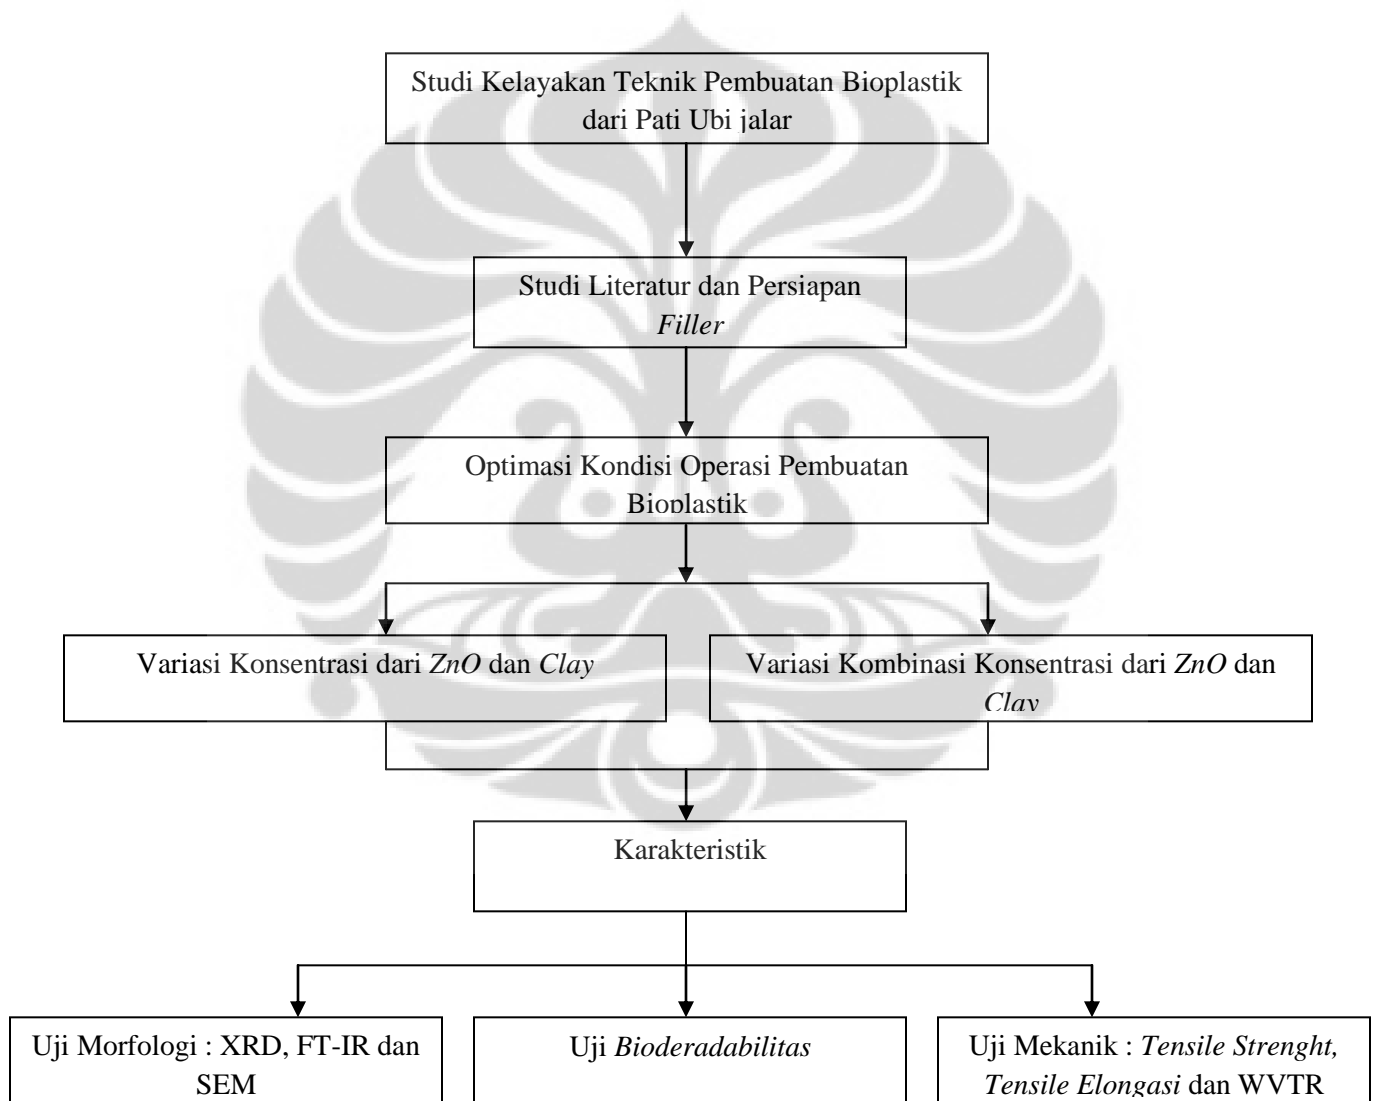 Studi Kelayakan Teknik Pembuatan Bioplastik
dari Pati Ubi jalar
Studi Literatur dan Persiapan
Filler
Optimasi Kondisi Operasi Pembuatan
Bioplastik
Variasi Konsentrasi dari ZnO dan Clay
Variasi Kombinasi Konsentrasi dari ZnO dan
Clay
Karakteristik
Uji Morfologi : XRD, FT-IR dan
SEM
Uji Bioderadabilitas
Uji Mekanik : Tensile Strenght,
Tensile Elongasi dan WVTR